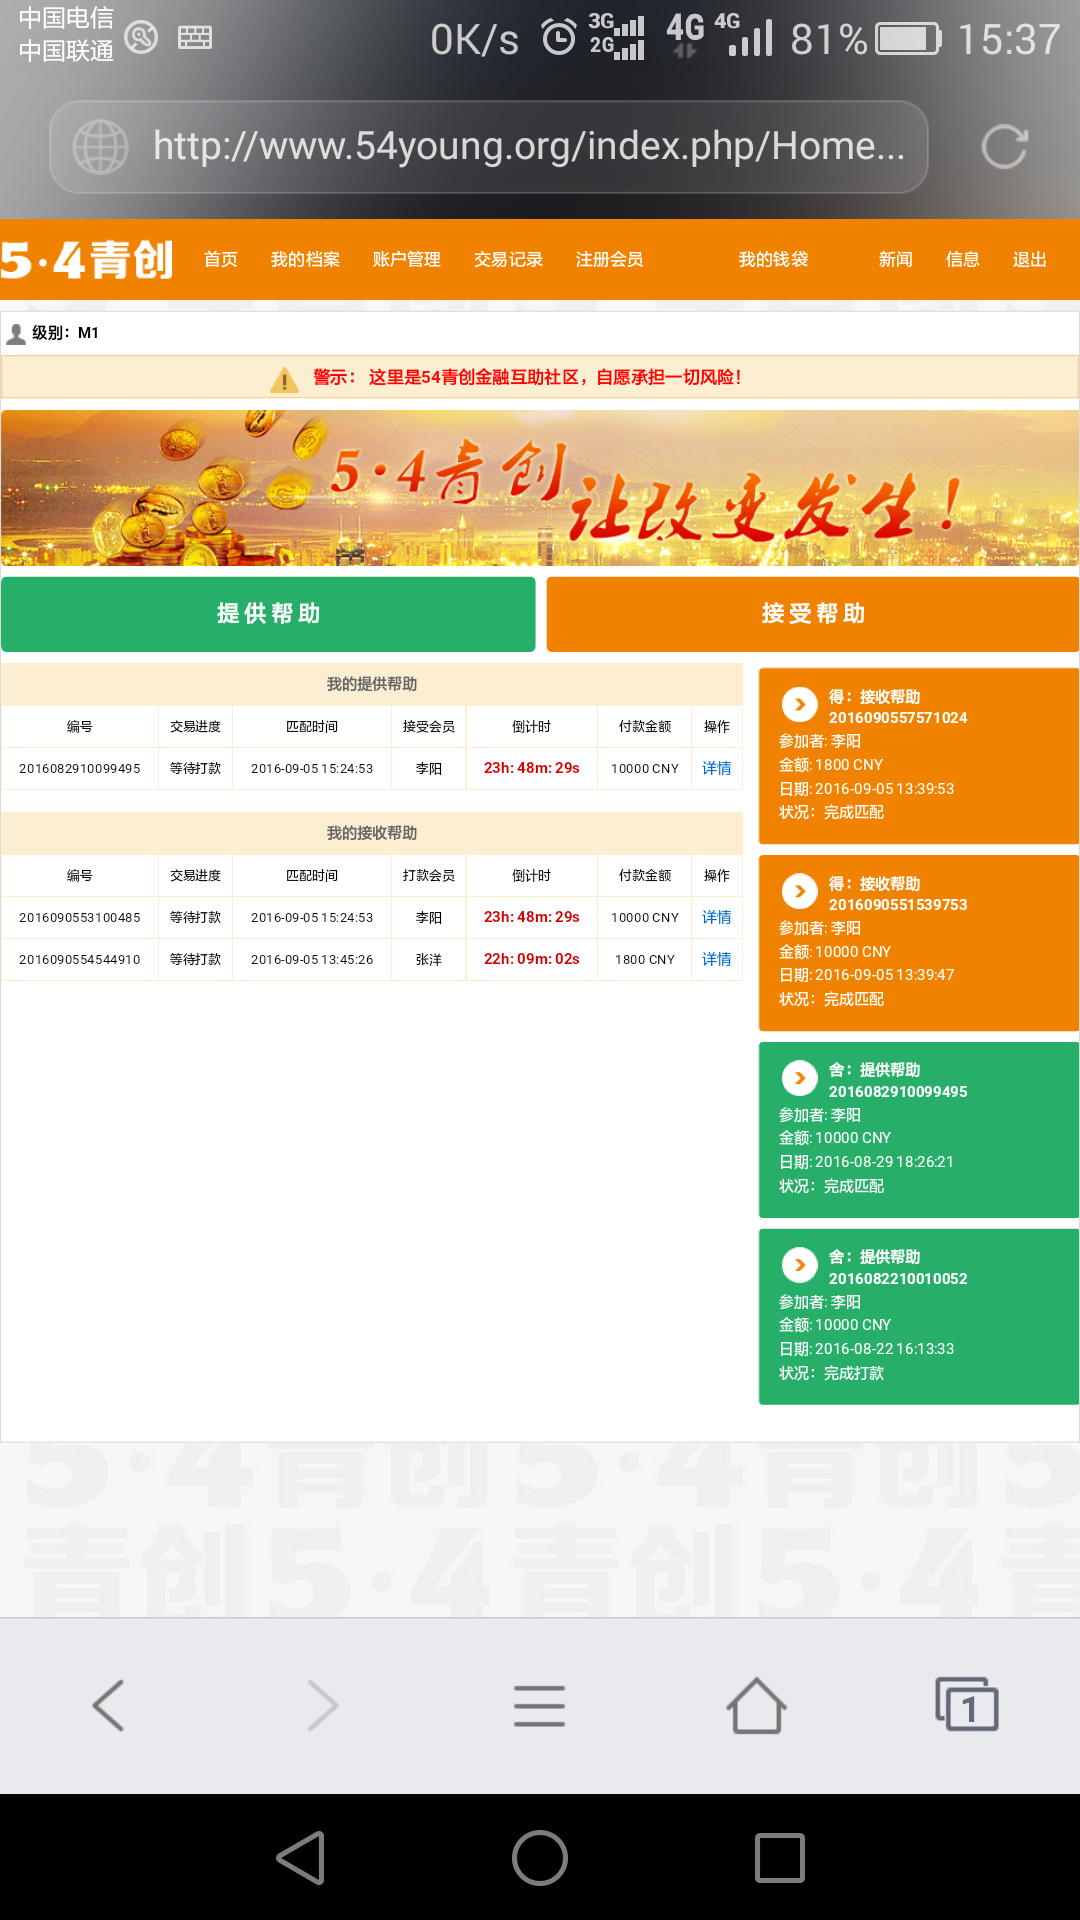 中国电信
中国联通
0K/s 3G 2G 4G 4G 81% 15:37
http://www.54young.org/index.php/Home...
5·4青创 首页 我的档案 账户管理 交易记录 注册会员 我的钱袋 新闻 信息 退出
级别：M1
警示： 这里是54青创金融互助社区，自愿承担一切风险！
5·4青创 让改变发生！
提供帮助 接受帮助
我的提供帮助
编号 交易进度 匹配时间 接受会员 倒计时 付款金额 操作
2016082910099495 等待打款 2016-09-05 15:24:53 李阳 23h: 48m: 29s 10000 CNY 详情
我的接收帮助
编号 交易进度 匹配时间 打款会员 倒计时 付款金额 操作
2016090553100485 等待打款 2016-09-05 15:24:53 李阳 23h: 48m: 29s 10000 CNY 详情
2016090554544910 等待打款 2016-09-05 13:45:26 张洋 22h: 09m: 02s 1800 CNY 详情
得：接收帮助
2016090557571024
参加者: 李阳
金额: 1800 CNY
日期: 2016-09-05 13:39:53
状况：完成匹配
得：接收帮助
2016090551539753
参加者: 李阳
金额: 10000 CNY
日期: 2016-09-05 13:39:47
状况：完成匹配
舍：提供帮助
2016082910099495
参加者: 李阳
金额: 10000 CNY
日期: 2016-08-29 18:26:21
状况：完成匹配
舍：提供帮助
2016082210010052
参加者: 李阳
金额: 10000 CNY
日期: 2016-08-22 16:13:33
状况：完成打款
5·4青创5·4青创5
青创5·4青创5·4青
1